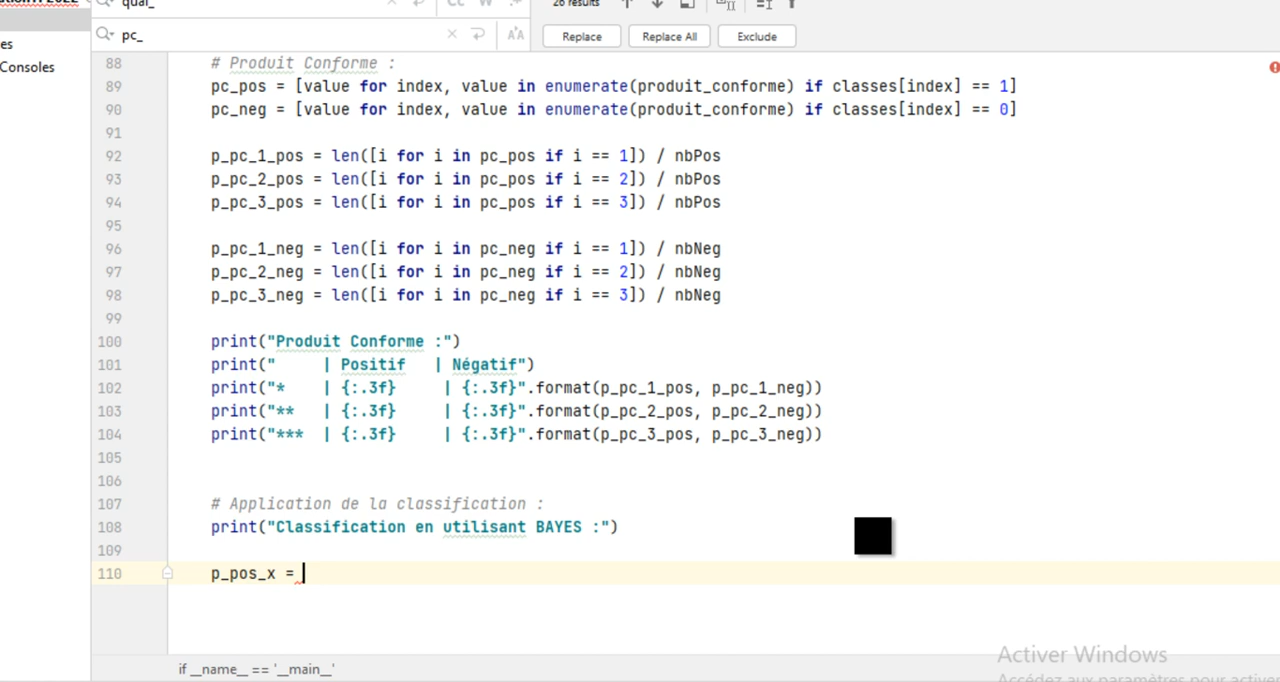 qual_
26 results
pc_
Replace
Replace All
Exclude
es
Consoles
88 # Produit Conforme :
89 pc_pos = [value for index, value in enumerate(produit_conforme) if classes[index] == 1]
90 pc_neg = [value for index, value in enumerate(produit_conforme) if classes[index] == 0]
91
92 p_pc_1_pos = len([i for i in pc_pos if i == 1]) / nbPos
93 p_pc_2_pos = len([i for i in pc_pos if i == 2]) / nbPos
94 p_pc_3_pos = len([i for i in pc_pos if i == 3]) / nbPos
95
96 p_pc_1_neg = len([i for i in pc_neg if i == 1]) / nbNeg
97 p_pc_2_neg = len([i for i in pc_neg if i == 2]) / nbNeg
98 p_pc_3_neg = len([i for i in pc_neg if i == 3]) / nbNeg
99
100 print("Produit Conforme :")
101 print("     | Positif   | Négatif")
102 print("*    | {:.3f}     | {:.3f}".format(p_pc_1_pos, p_pc_1_neg))
103 print("**   | {:.3f}     | {:.3f}".format(p_pc_2_pos, p_pc_2_neg))
104 print("***  | {:.3f}     | {:.3f}".format(p_pc_3_pos, p_pc_3_neg))
105
106
107 # Application de la classification :
108 print("Classification en utilisant BAYES :")
109
110 p_pos_x =
if __name__ == '__main__'
Activer Windows
Accédez aux paramètres pour activer